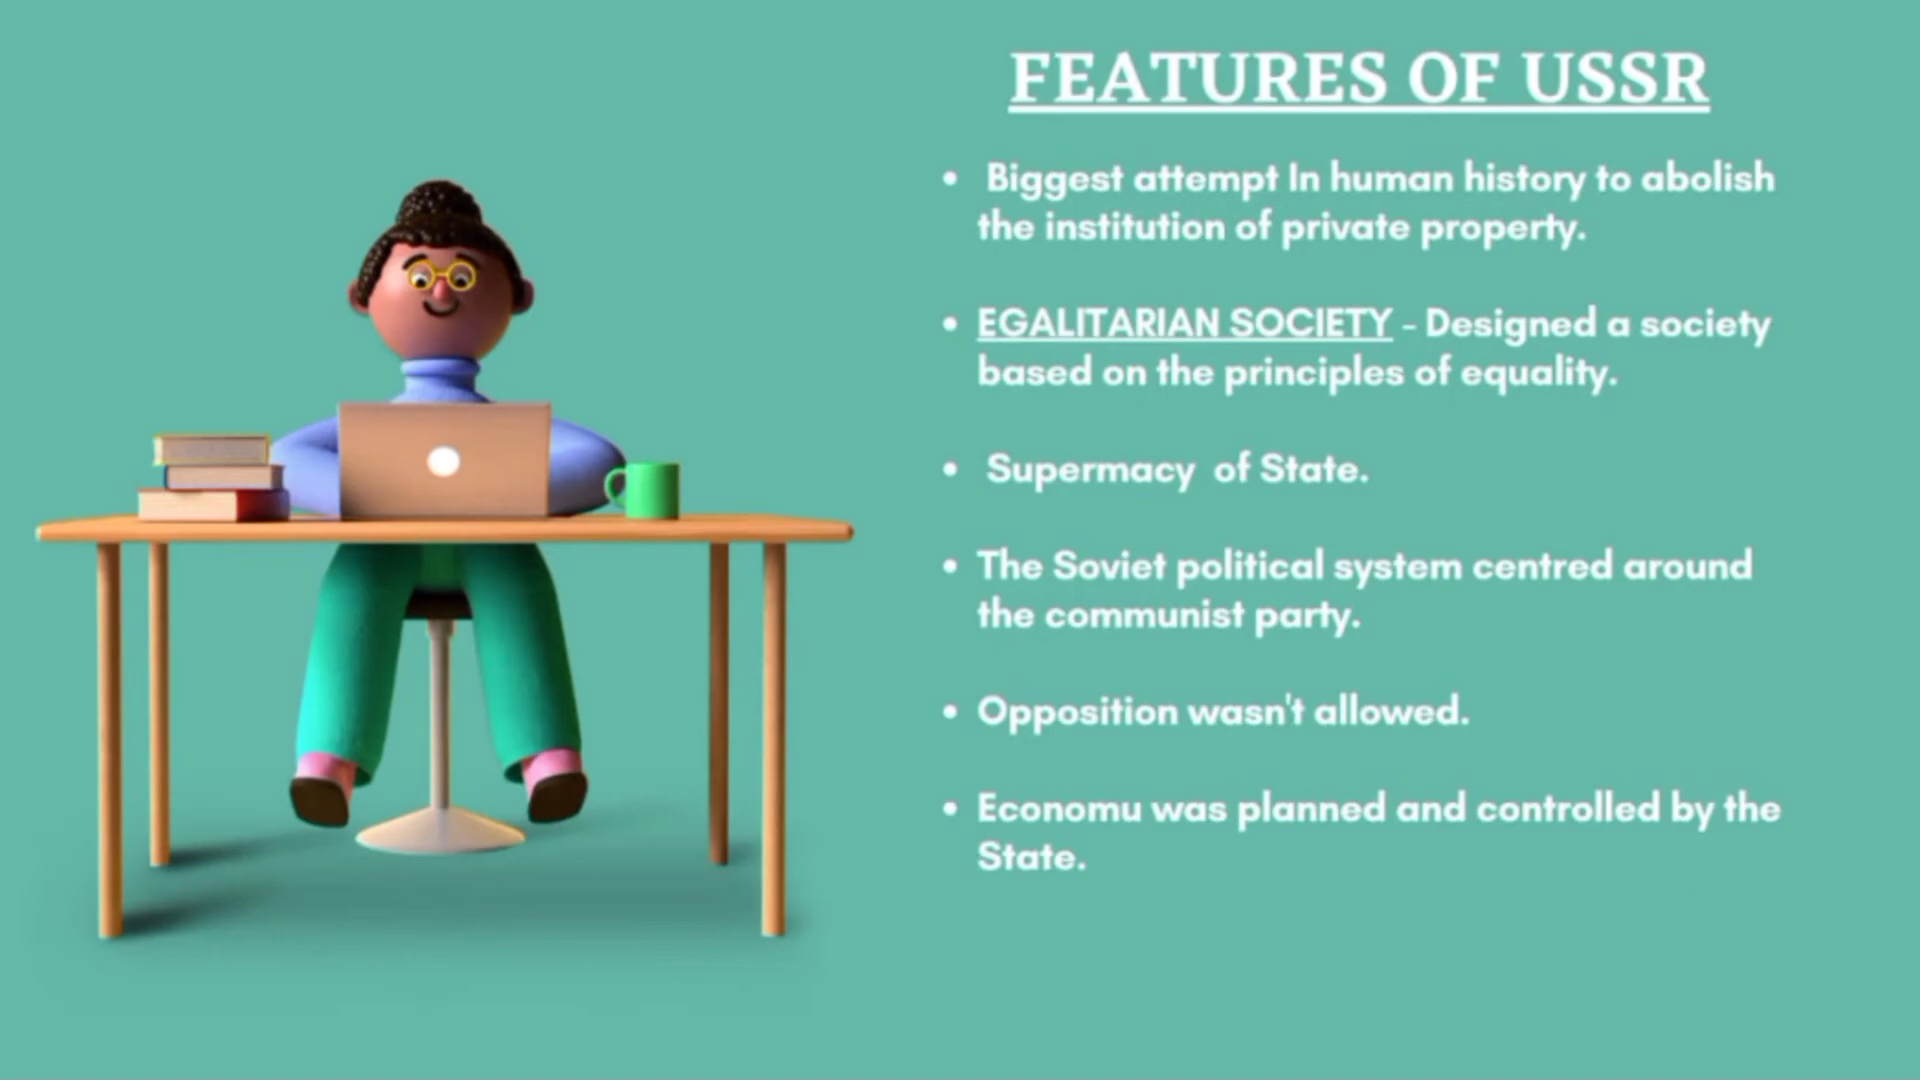 FEATURES OF USSR
• Biggest attempt In human history to abolish
the institution of private property.
• EGALITARIAN SOCIETY - Designed a society
based on the principles of equality.
• Supermacy of State.
• The Soviet political system centred around
the communist party.
• Opposition wasn't allowed.
• Economu was planned and controlled by the
State.